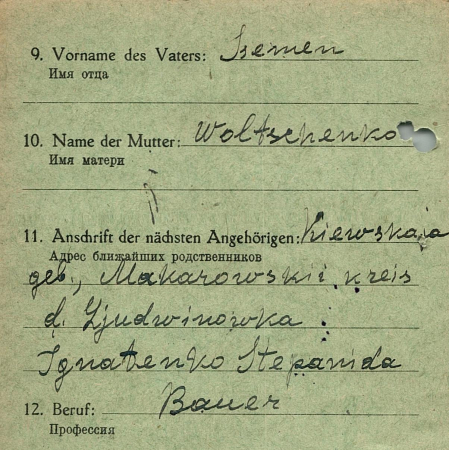 9. Vorname des Vaters: Semen
Имя отца
10. Name der Mutter: Woltschenko
Имя матери
11. Anschrift der nächsten Angehörigen: Kiewskaja
Адрес ближайших родственников
geb., Makarowskii kreis
d. Ljudwinowka
Ignatenko Stepanida
12. Beruf: Bauer
Профессия